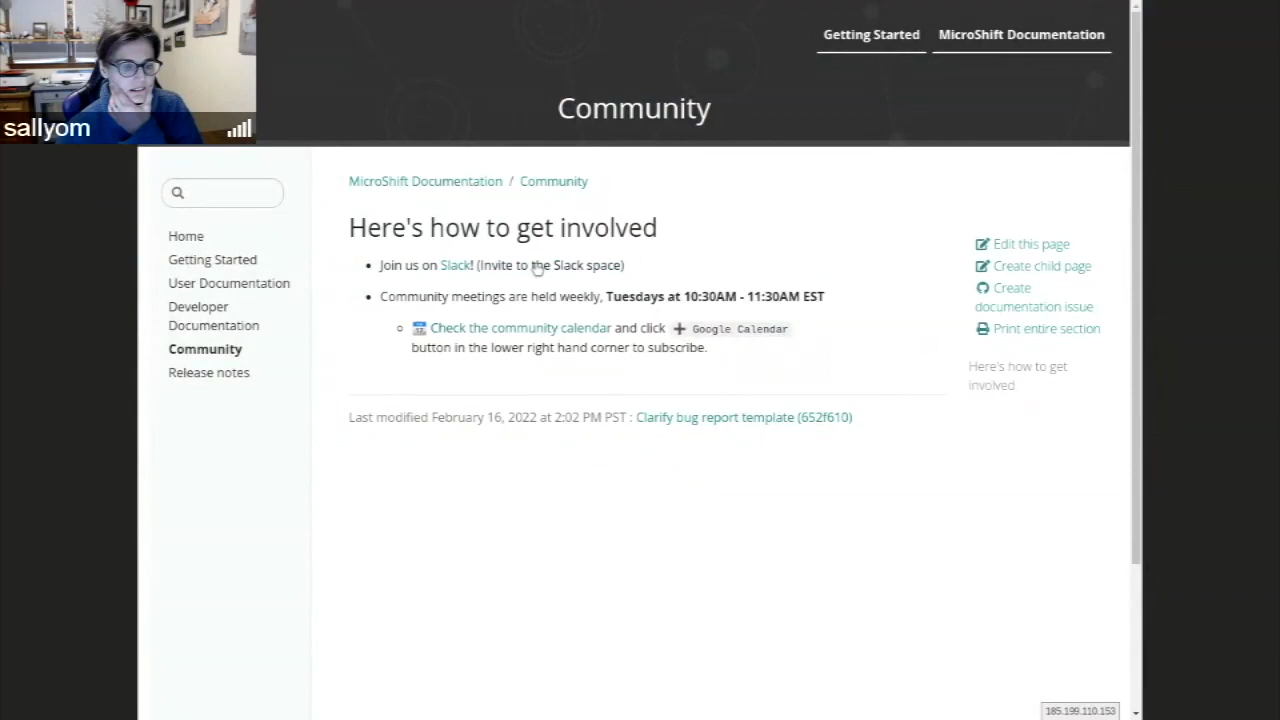 sallyom
Getting Started
MicroShift Documentation
Community
MicroShift Documentation / Community
Here's how to get involved
Join us on Slack! (Invite to the Slack space)
Community meetings are held weekly, Tuesdays at 10:30AM - 11:30AM EST
Check the community calendar and click + Google Calendar
button in the lower right hand corner to subscribe.
Last modified February 16, 2022 at 2:02 PM PST : Clarify bug report template (652f610)
Home
Getting Started
User Documentation
Developer
Documentation
Community
Release notes
Edit this page
Create child page
Create
documentation issue
Print entire section
Here's how to get
involved
185.199.110.153